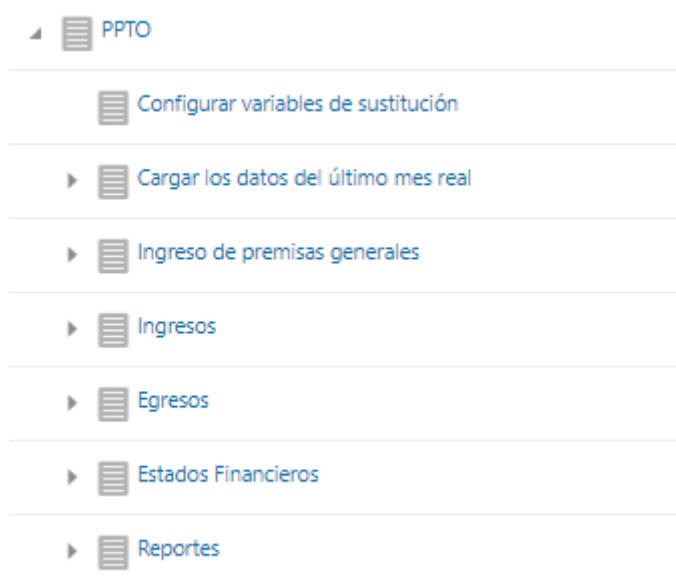 PPTO
Configurar variables de sustitución
Cargar los datos del último mes real
Ingreso de premisas generales
Ingresos
Egresos
Estados Financieros
Reportes